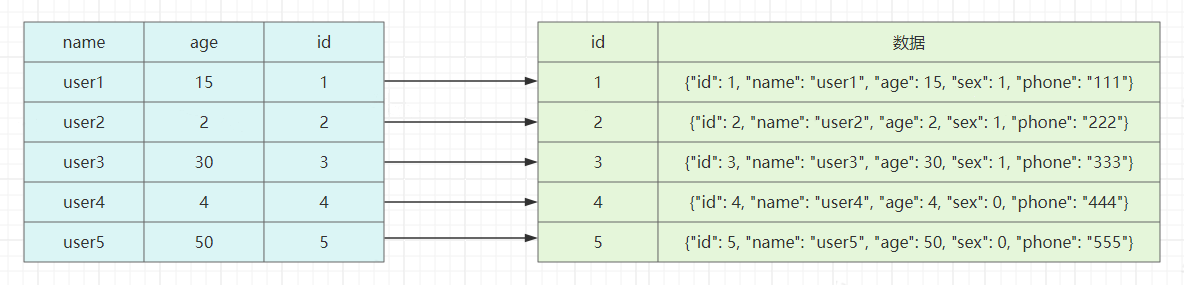 name age id
user1 15 1
user2 2 2
user3 30 3
user4 4 4
user5 50 5
id 数据
1 {"id": 1, "name": "user1", "age": 15, "sex": 1, "phone": "111"}
2 {"id": 2, "name": "user2", "age": 2, "sex": 1, "phone": "222"}
3 {"id": 3, "name": "user3", "age": 30, "sex": 1, "phone": "333"}
4 {"id": 4, "name": "user4", "age": 4, "sex": 0, "phone": "444"}
5 {"id": 5, "name": "user5", "age": 50, "sex": 0, "phone": "555"}